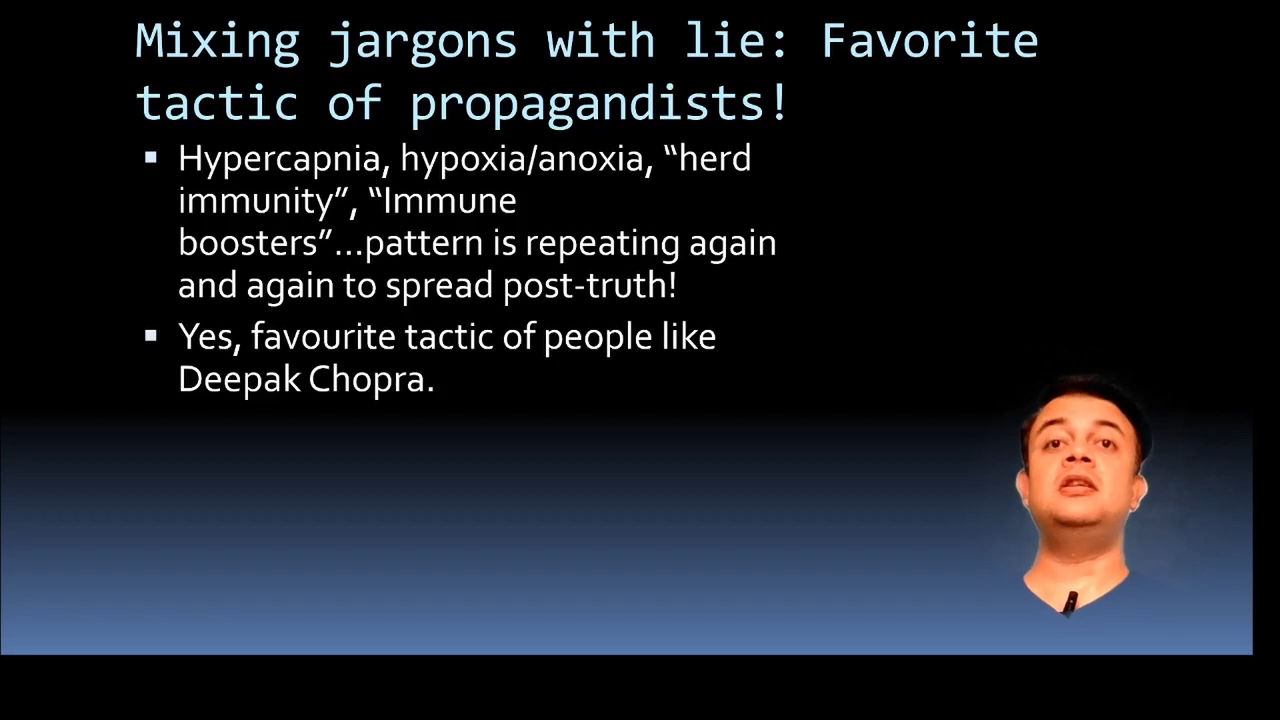 Mixing jargons with lie: Favorite
tactic of propagandists!
Hypercapnia, hypoxia/anoxia, “herd
immunity”, “Immune
boosters”…pattern is repeating again
and again to spread post-truth!
Yes, favourite tactic of people like
Deepak Chopra.